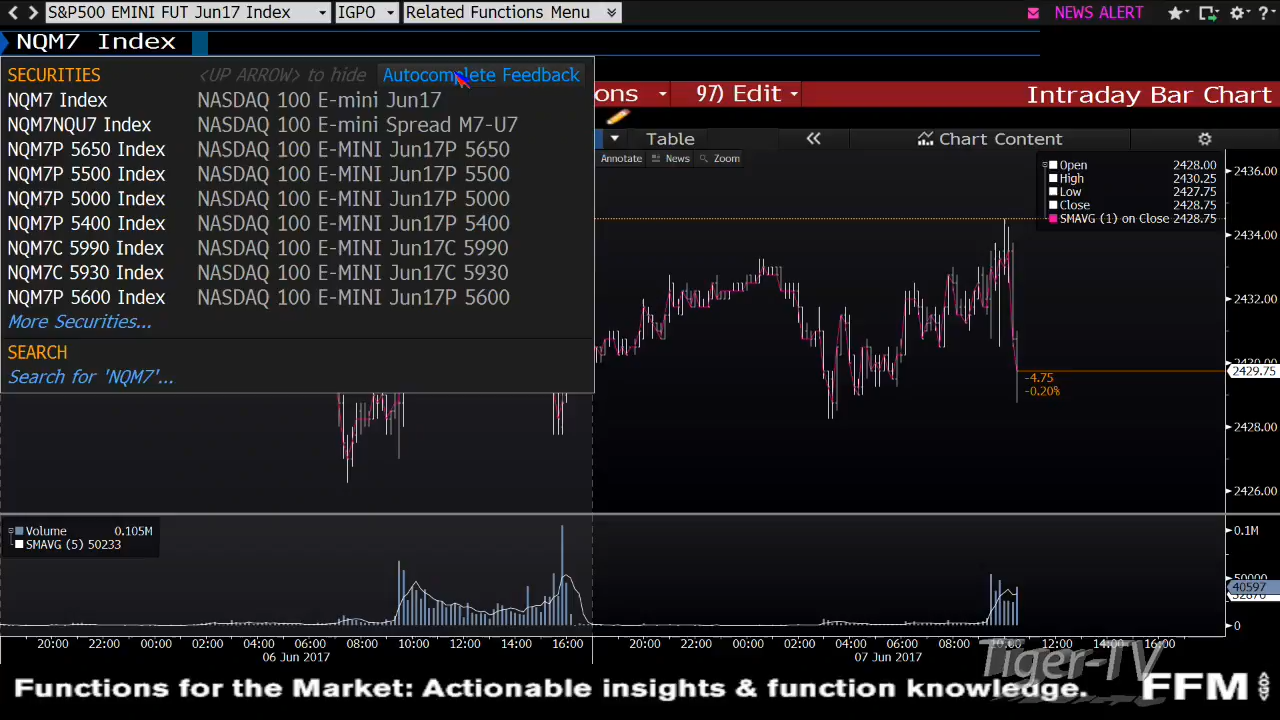 S&P500 EMINI FUT Jun17 Index IGPO Related Functions Menu NEWS ALERT ?
NQM7 Index
SECURITIES <UP ARROW> to hide Autocomplete Feedback
NQM7 Index NASDAQ 100 E-mini Jun17
NQM7NQU7 Index NASDAQ 100 E-mini Spread M7-U7
NQM7P 5650 Index NASDAQ 100 E-MINI Jun17P 5650
NQM7P 5500 Index NASDAQ 100 E-MINI Jun17P 5500
NQM7P 5000 Index NASDAQ 100 E-MINI Jun17P 5000
NQM7P 5400 Index NASDAQ 100 E-MINI Jun17P 5400
NQM7C 5990 Index NASDAQ 100 E-MINI Jun17C 5990
NQM7C 5930 Index NASDAQ 100 E-MINI Jun17C 5930
NQM7P 5600 Index NASDAQ 100 E-MINI Jun17P 5600
More Securities...
SEARCH
Search for 'NQM7'...
ons 97) Edit Intraday Bar Chart
Table « Chart Content
Annotate News Zoom
Open 2428.00
High 2430.25
Low 2427.75
Close 2428.75
SMAVG (1) on Close 2428.75
2436.00
2434.00
2432.00
2429.75
2428.00
2426.00
-4.75
-0.20%
Volume 0.105M
SMAVG (5) 50233
0.1M
50000
40597
0
20:00 22:00 00:00 02:00 04:00 06:00 08:00 10:00 12:00 14:00 16:00 20:00 22:00 00:00 02:00 04:00 06:00 08:00 10:00 12:00 14:00 16:00
06 Jun 2017 07 Jun 2017
Tiger-TV
Functions for the Market: Actionable insights & function knowledge. FFM